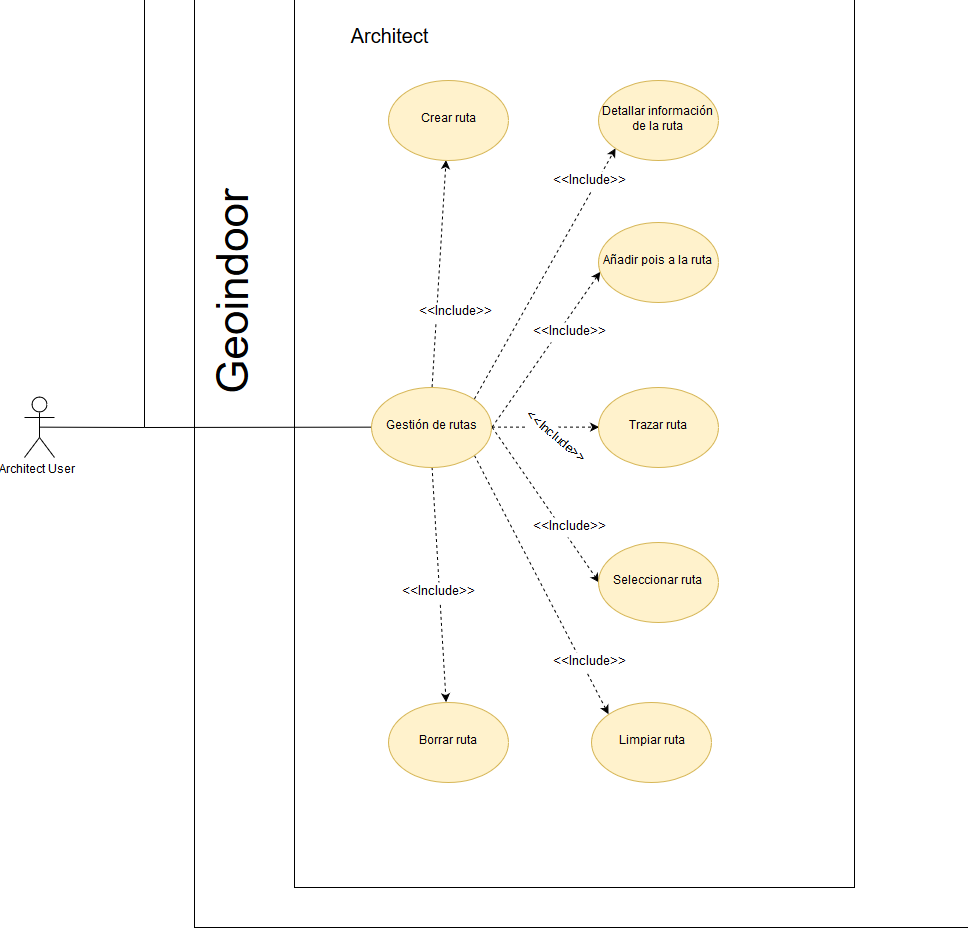 Architect
Crear ruta
Detallar información
de la ruta
<<Include>>
Añadir pois a la ruta
Geoindoor
<<Include>>
<<Include>>
Gestión de rutas
<<Include>>
Trazar ruta
Architect User
<<Include>>
Seleccionar ruta
<<Include>>
<<Include>>
Borrar ruta
Limpiar ruta